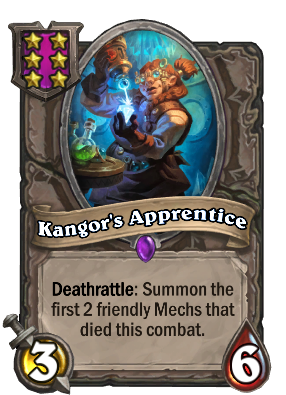 Kangor's Apprentice
Deathrattle: Summon the
first 2 friendly Mechs that
died this combat.
3
6